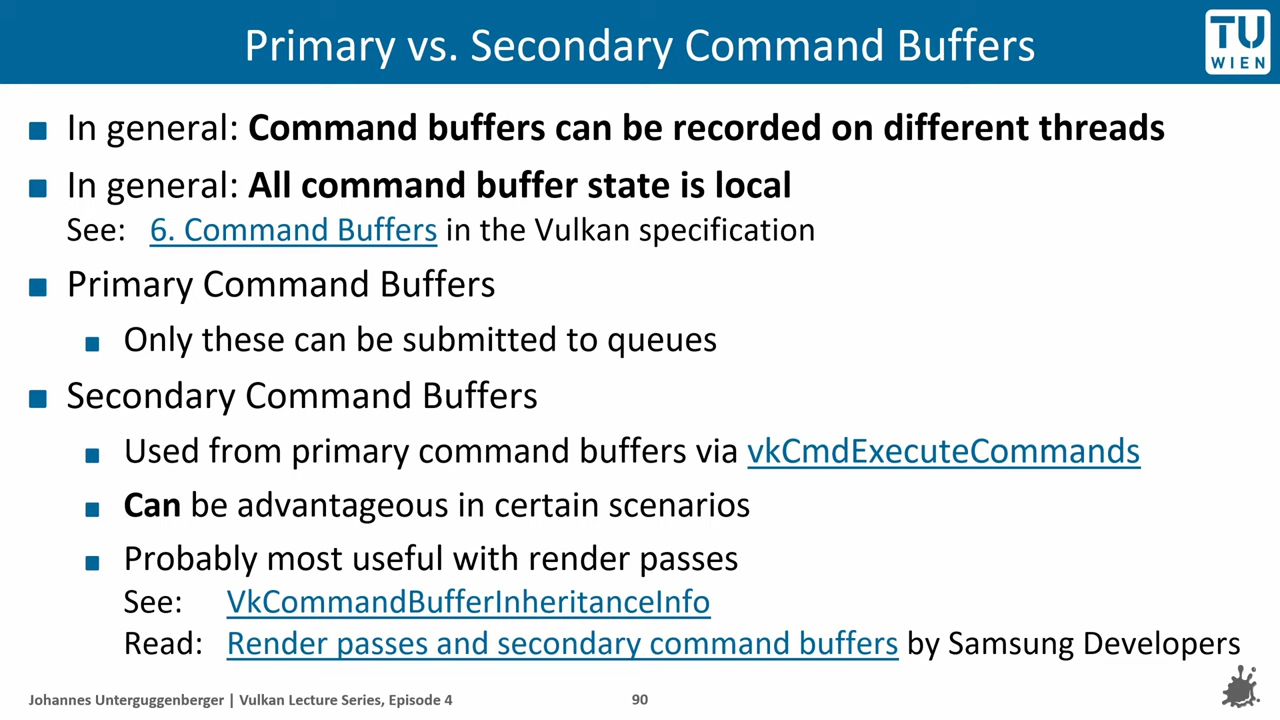 Primary vs. Secondary Command Buffers
TU
WIEN
In general: Command buffers can be recorded on different threads
In general: All command buffer state is local
See: 6. Command Buffers in the Vulkan specification
Primary Command Buffers
Only these can be submitted to queues
Secondary Command Buffers
Used from primary command buffers via vkCmdExecuteCommands
Can be advantageous in certain scenarios
Probably most useful with render passes
See: VkCommandBufferInheritanceInfo
Read: Render passes and secondary command buffers by Samsung Developers
Johannes Unterguggenberger | Vulkan Lecture Series, Episode 4
90